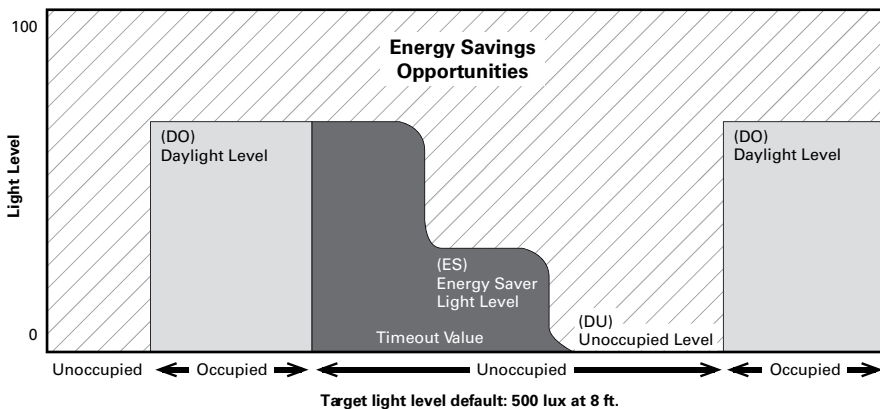 100
Energy Savings
Opportunities
(DO)
Daylight Level
(DO)
Daylight Level
Light Level
(ES)
Energy Saver
Light Level
(DU)
Unoccupied Level
Timeout Value
0
Unoccupied
Occupied
Unoccupied
Occupied
Target light level default: 500 lux at 8 ft.